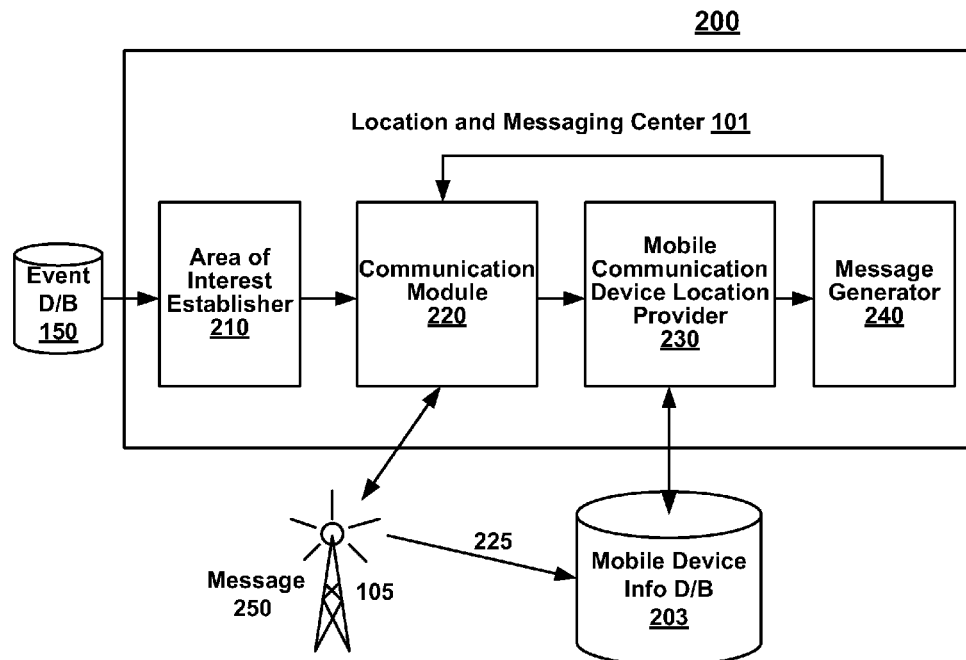 200
Location and Messaging Center 101
Event
D/B
150
Area of
Interest
Establisher
210
Communication
Module
220
Mobile
Communication
Device Location
Provider
230
Message
Generator
240
225
Message
250
105
Mobile Device
Info D/B
203